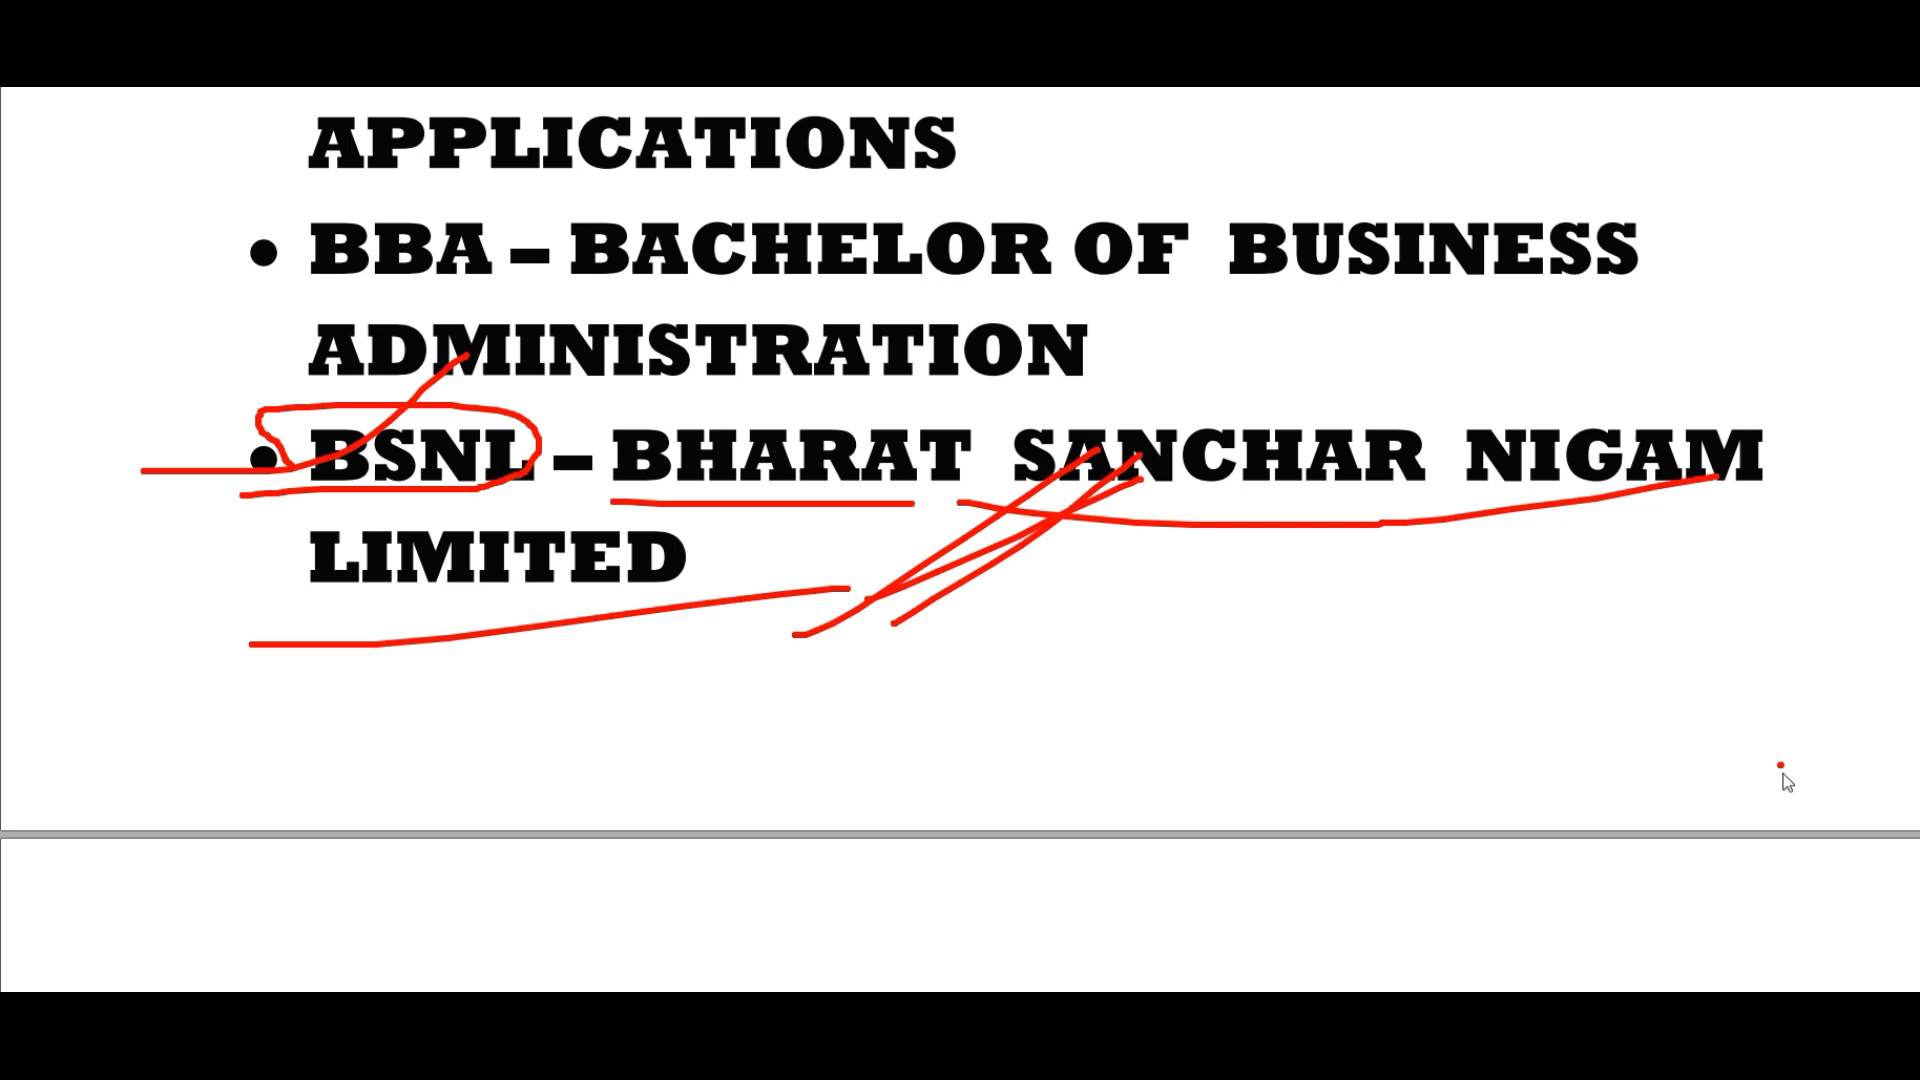 APPLICATIONS
• BBA – BACHELOR OF BUSINESS
ADMINISTRATION
• BSNL – BHARAT SANCHAR NIGAM
LIMITED